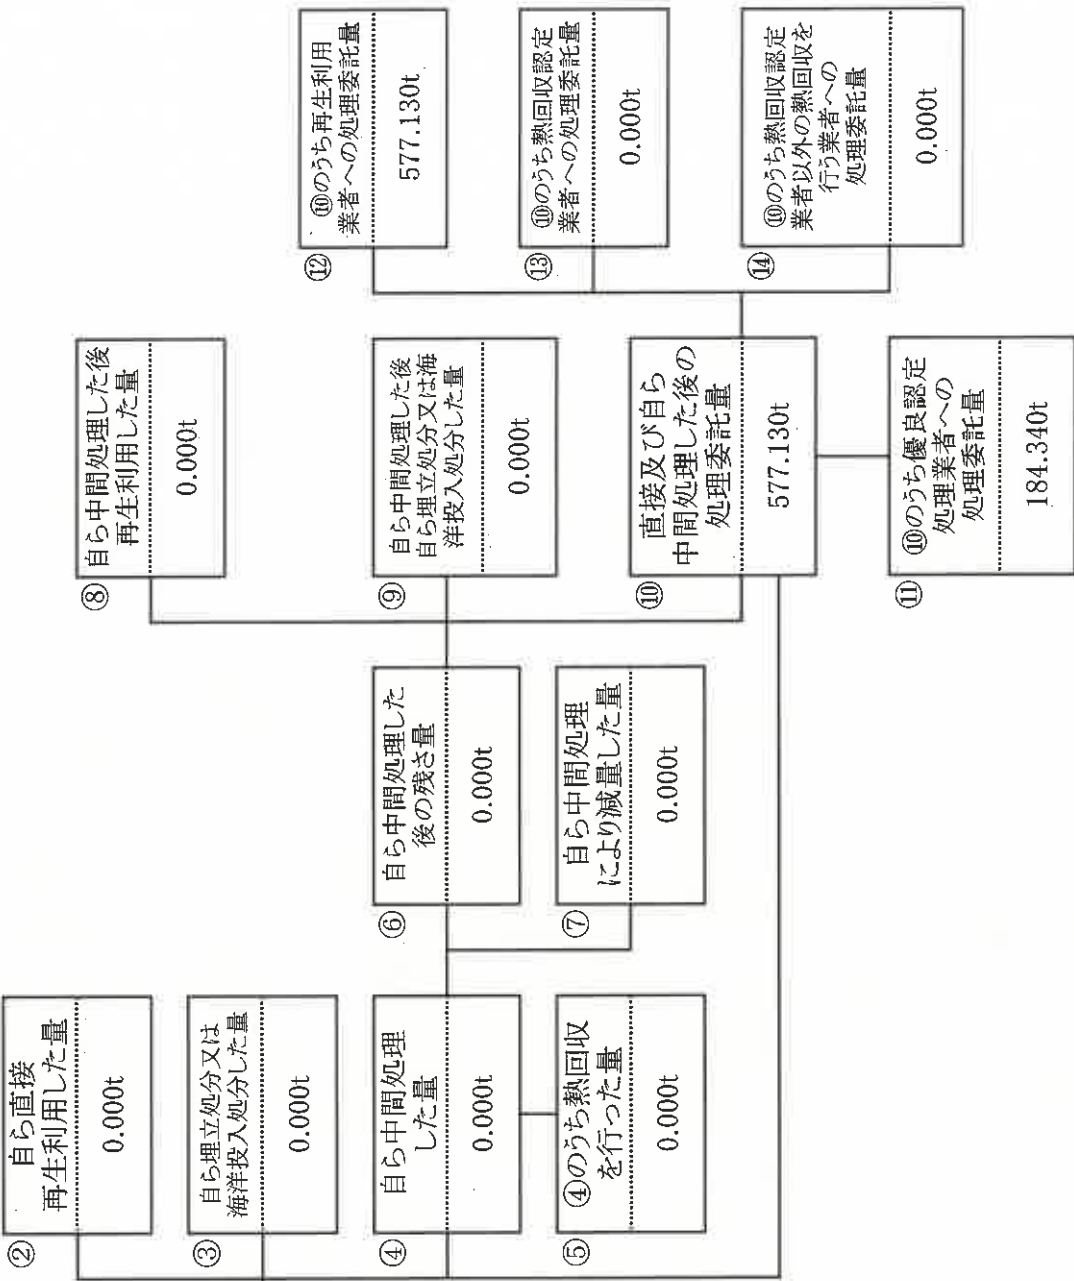 ②
自ら直接
再生利用した量
0.000t
③
自ら埋立処分又は
海洋投入処分した量
0.000t
④
自ら中間処理
した量
0.000t
⑤
④のうち熱回収
を行った量
0.000t
⑥
自ら中間処理した
後の残さ量
0.000t
⑦
自ら中間処理
により減量した量
0.000t
⑧
自ら中間処理した後
再生利用した量
0.000t
⑨
自ら中間処理した後
自ら埋立処分又は海
洋投入処分した量
0.000t
⑩
直接及び自ら
中間処理した後の
処理委託量
577.130t
⑪
⑩のうち優良認定
処理業者への
処理委託量
184.340t
⑫
⑩のうち再生利用
業者への処理委託量
577.130t
⑬
⑩のうち熱回収認定
業者への処理委託量
0.000t
⑭
⑩のうち熱回収認定
業者以外の熱回収を
行う業者への
処理委託量
0.000t